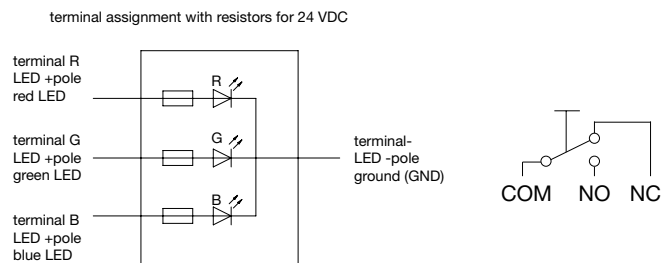 terminal assignment with resistors for 24 VDC
terminal R
LED +pole
red LED
R
terminal G
LED +pole
green LED
G
terminal-
LED -pole
ground (GND)
terminal B
LED +pole
blue LED
B
COM NO NC